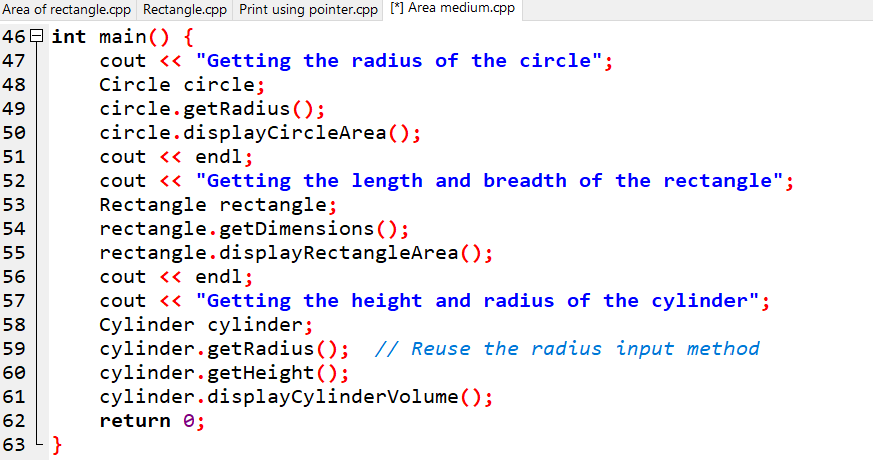 Area of rectangle.cpp Rectangle.cpp Print using pointer.cpp [*] Area medium.cpp
46 int main() {
47 cout << "Getting the radius of the circle";
48 Circle circle;
49 circle.getRadius();
50 circle.displayCircleArea();
51 cout << endl;
52 cout << "Getting the length and breadth of the rectangle";
53 Rectangle rectangle;
54 rectangle.getDimensions();
55 rectangle.displayRectangleArea();
56 cout << endl;
57 cout << "Getting the height and radius of the cylinder";
58 Cylinder cylinder;
59 cylinder.getRadius(); // Reuse the radius input method
60 cylinder.getHeight();
61 cylinder.displayCylinderVolume();
62 return 0;
63 }